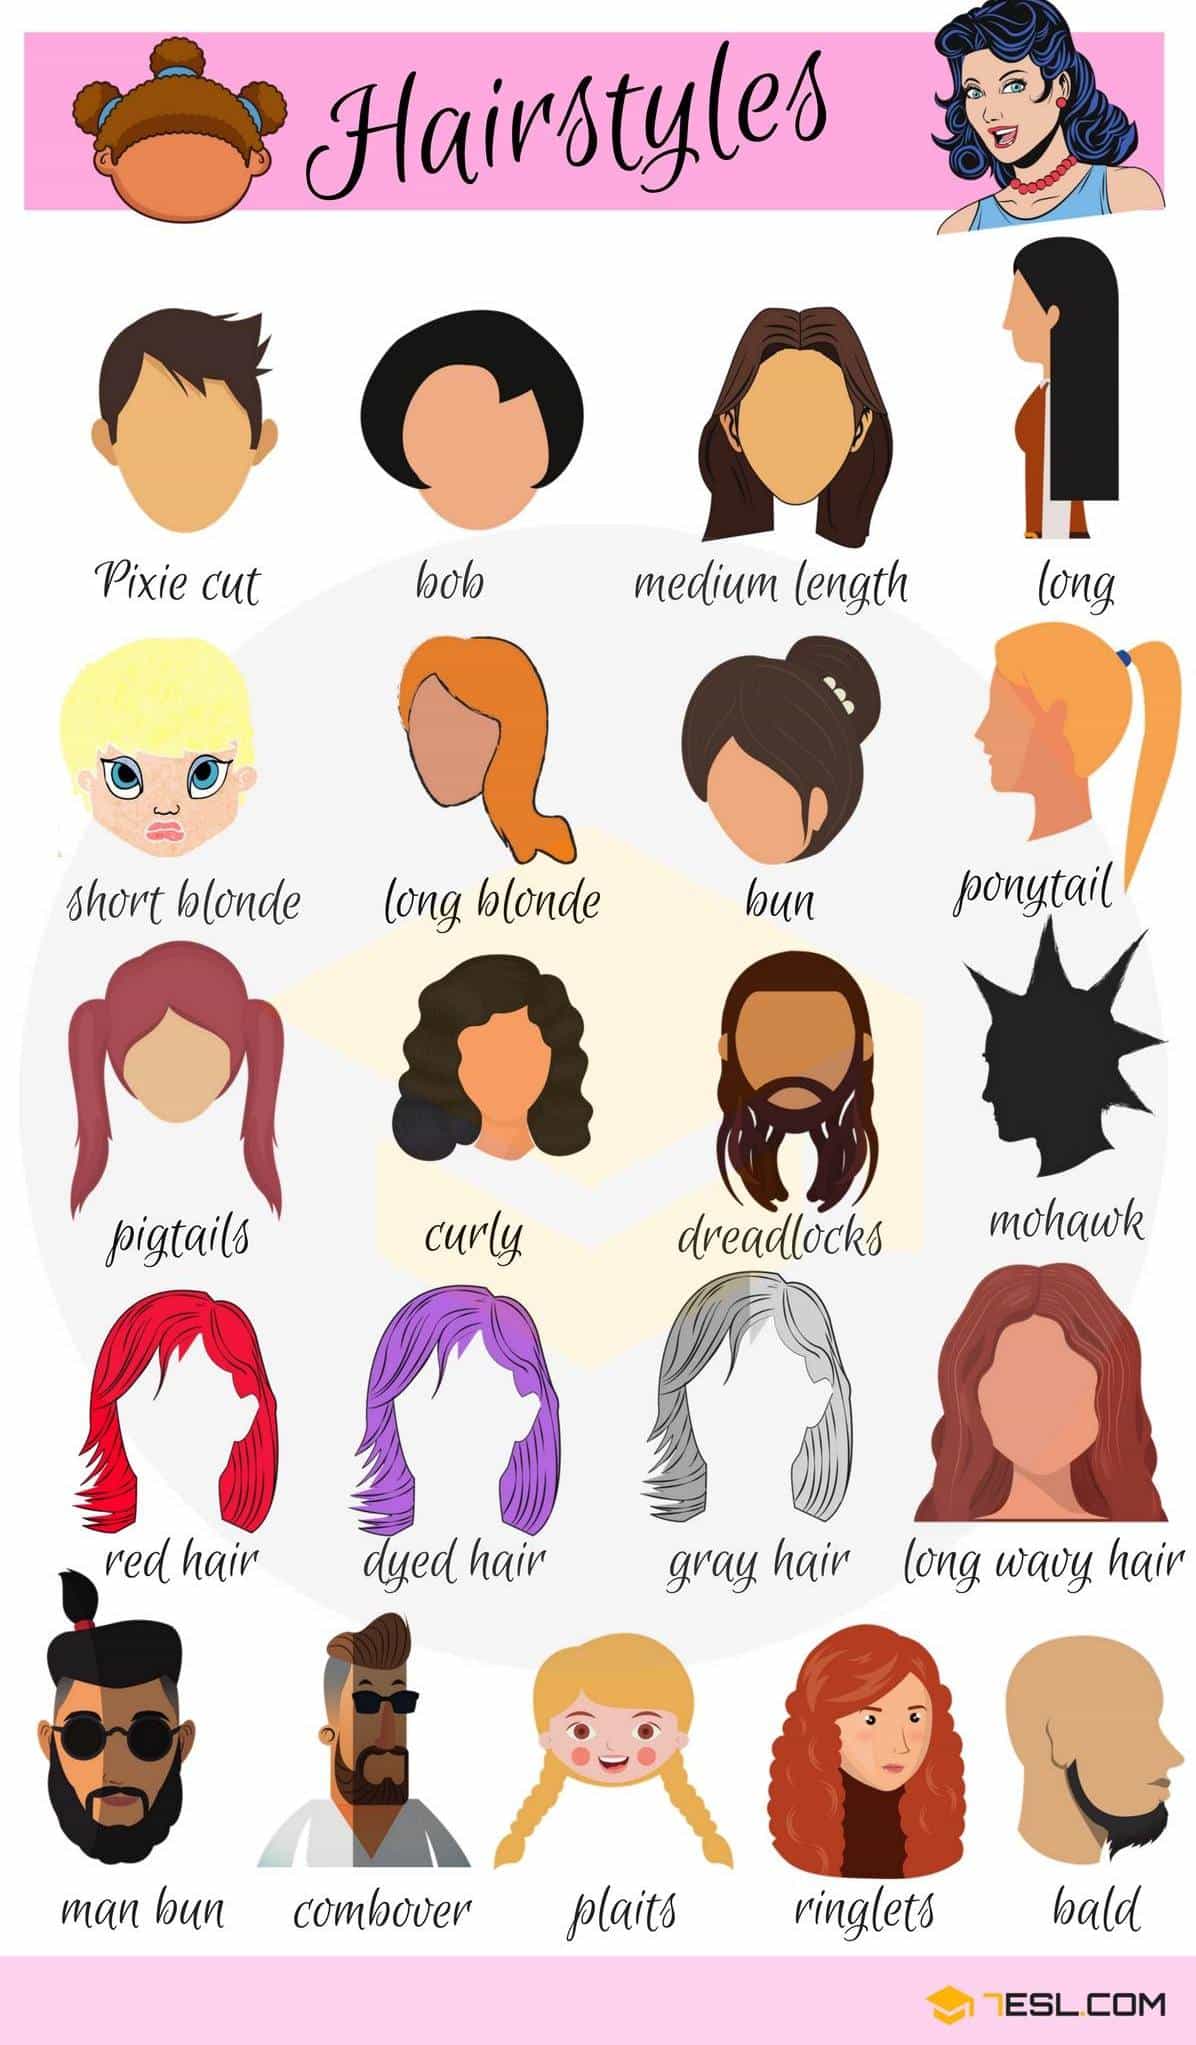 Hairstyles
Pixie cut
bob
medium length
long
short blonde
long blonde
bun
ponytail
pigtails
curly
dreadlocks
mohawk
red hair
dyed hair
gray hair
long wavy hair
man bun
combover
plaits
ringlets
bald
7ESL.COM